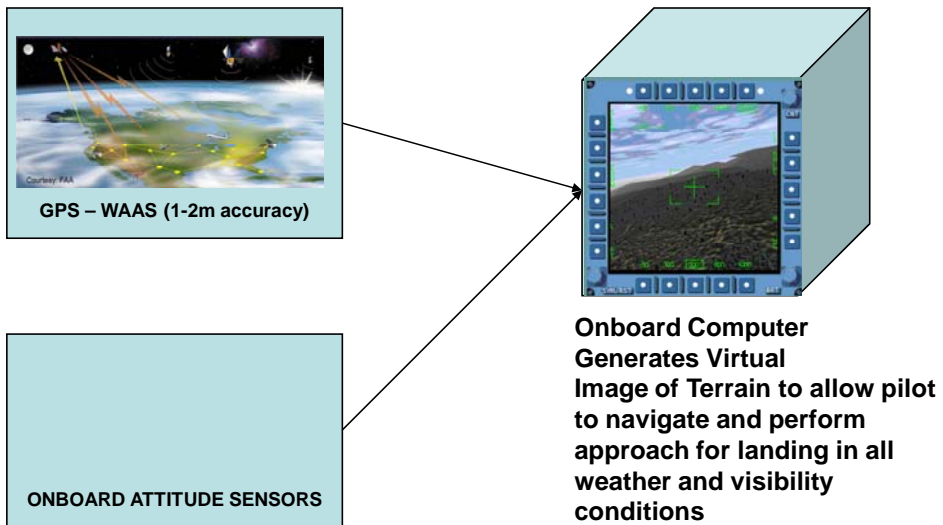 Courtesy FAA
GPS – WAAS (1-2m accuracy)
ONBOARD ATTITUDE SENSORS
Onboard Computer
Generates Virtual
Image of Terrain to allow pilot
to navigate and perform
approach for landing in all
weather and visibility
conditions